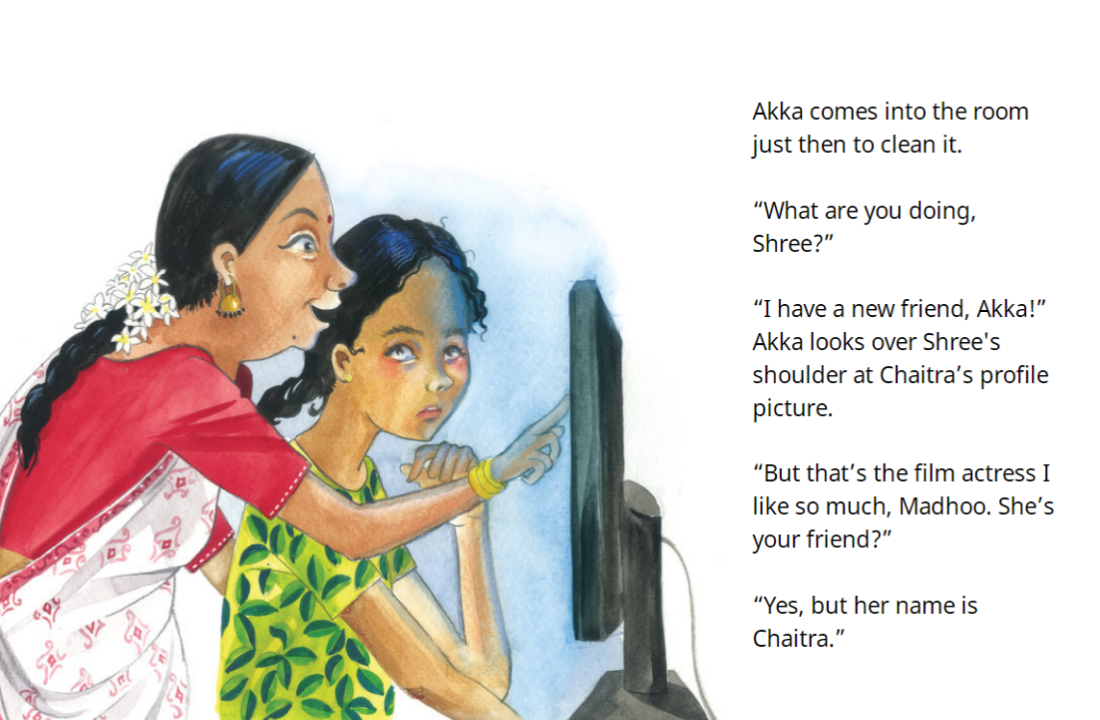 Akka comes into the room
just then to clean it.
“What are you doing,
Shree?”
“I have a new friend, Akka!”
Akka looks over Shree's
shoulder at Chaitra’s profile
picture.
“But that’s the film actress I
like so much, Madhoo. She’s
your friend?”
“Yes, but her name is
Chaitra.”